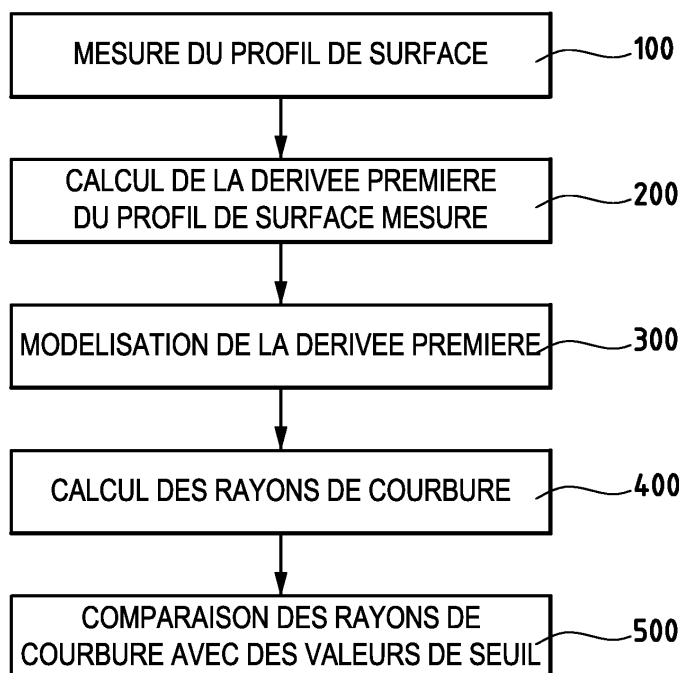 MESURE DU PROFIL DE SURFACE
100
CALCUL DE LA DERIVEE PREMIERE
DU PROFIL DE SURFACE MESURE
200
MODELISATION DE LA DERIVEE PREMIERE
300
CALCUL DES RAYONS DE COURBURE
400
COMPARAISON DES RAYONS DE
COURBURE AVEC DES VALEURS DE SEUIL
500